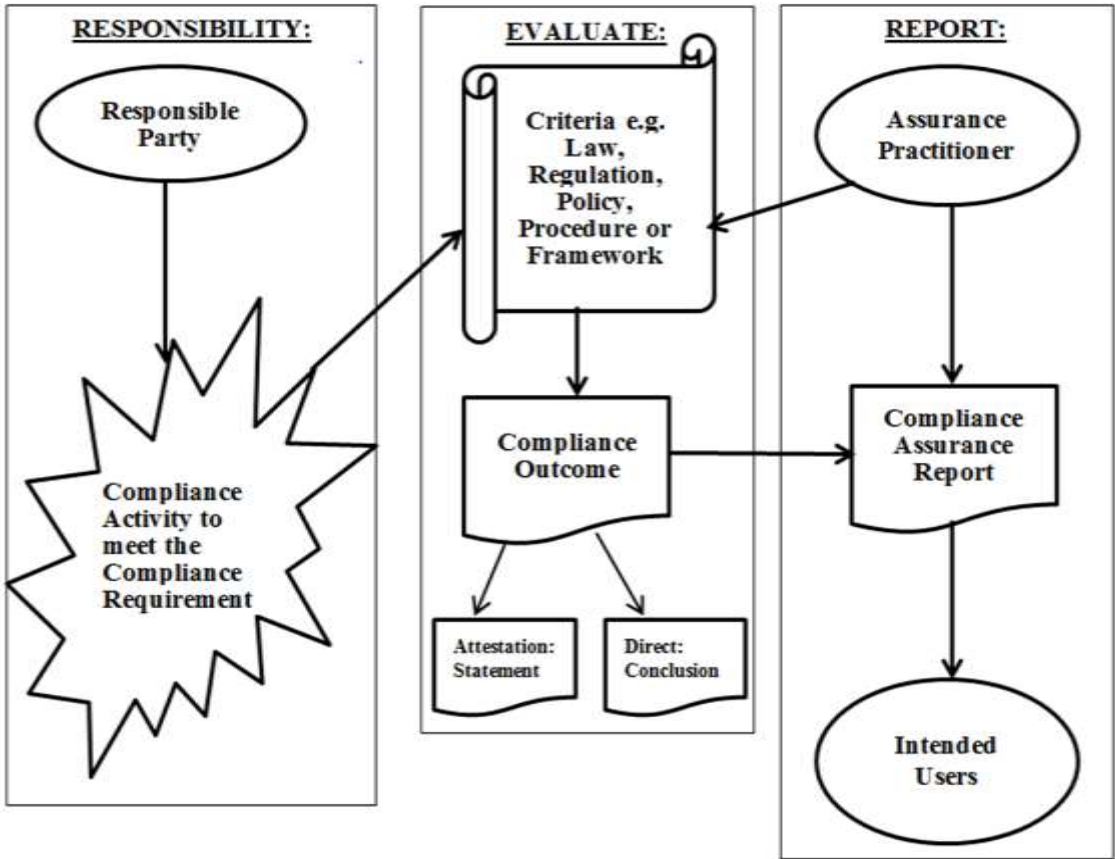 RESPONSIBILITY:
Responsible
Party
Compliance
Activity to
meet the
Compliance
Requirement
EVALUATE:
Criteria e.g.
Law,
Regulation,
Policy,
Procedure or
Framework
Compliance
Outcome
Attestation:
Statement
Direct:
Conclusion
REPORT:
Assurance
Practitioner
Compliance
Assurance
Report
Intended
Users